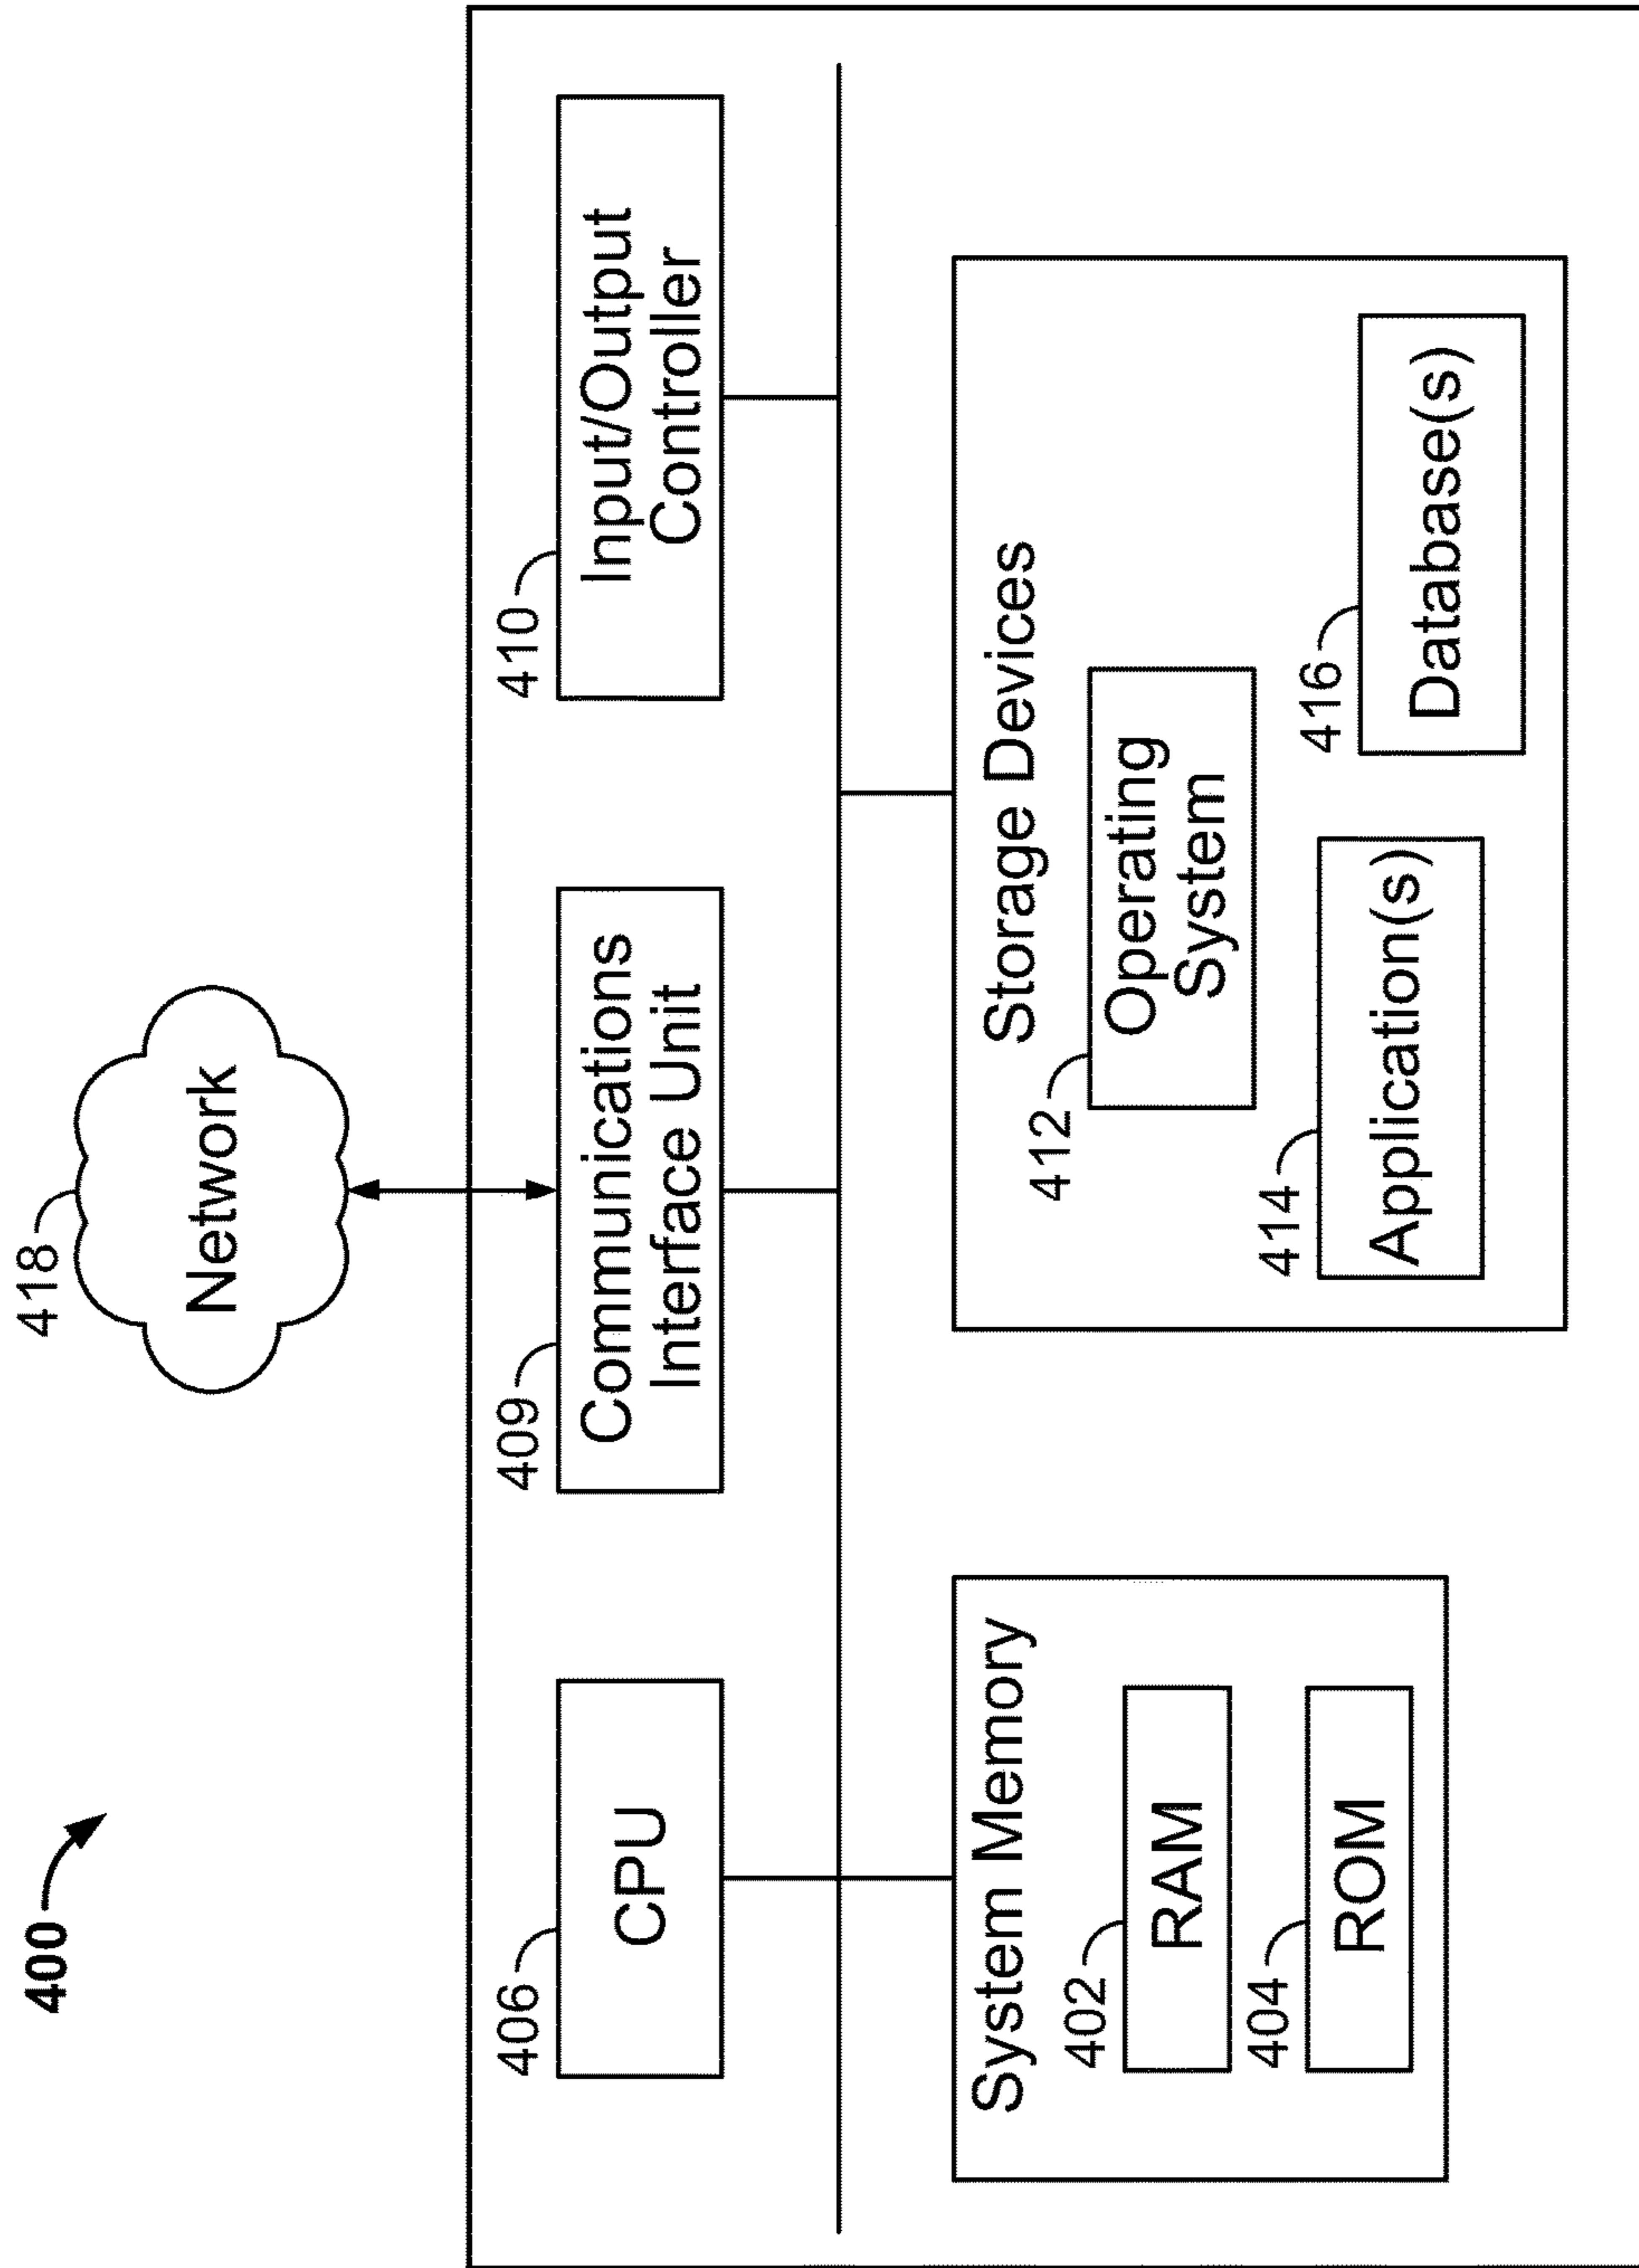 400
418
Network
406
CPU
409
Communications
Interface Unit
410
Input/Output
Controller
System Memory
402
RAM
404
ROM
Storage Devices
412
Operating
System
414
Application(s)
416
Database(s)